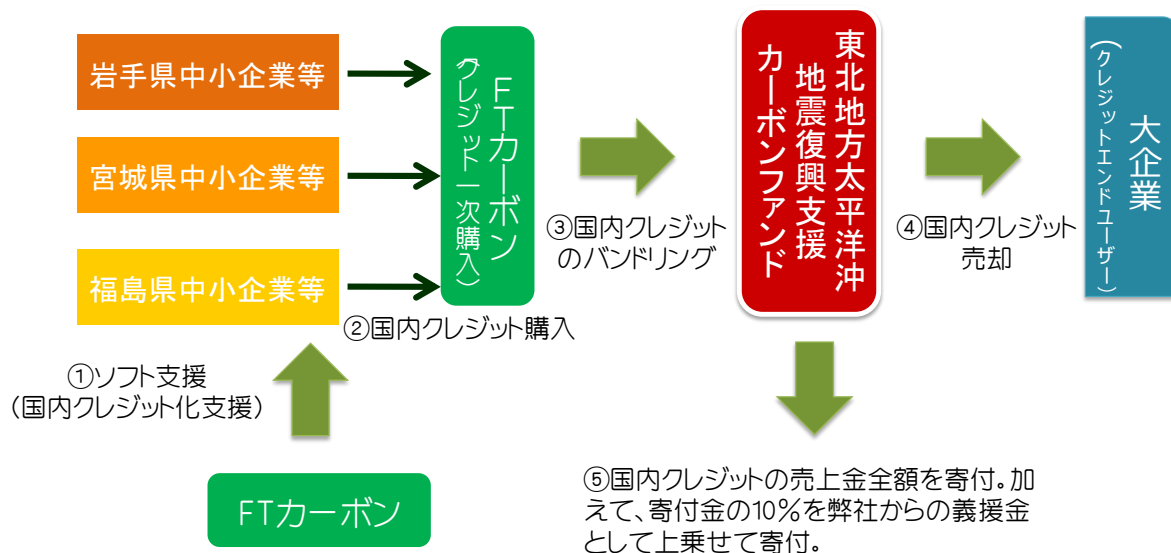 岩手県中小企業等
宮城県中小企業等
福島県中小企業等
FTカーボン
（クレジット一次購入）
東北地方太平洋沖
地震復興支援
カーボンファンド
大企業
（クレジットエンドユーザー）
③国内クレジット
のバンドリング
④国内クレジット
売却
②国内クレジット購入
①ソフト支援
（国内クレジット化支援）
FTカーボン
⑤国内クレジットの売上金全額を寄付。加
えて、寄付金の10％を弊社からの義援金
として上乗せて寄付。